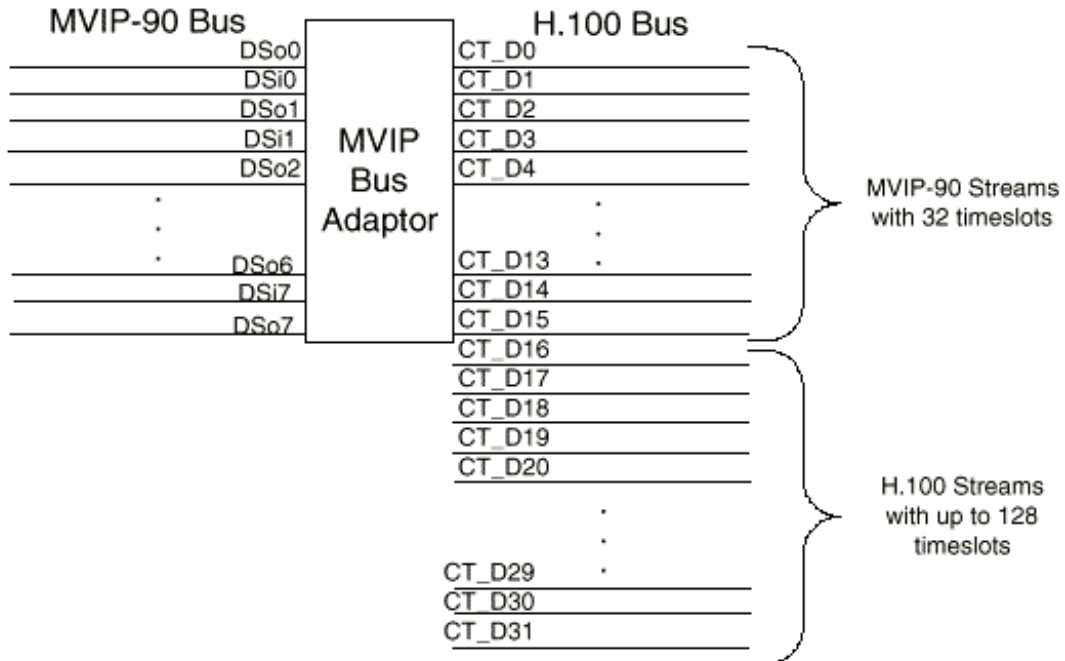 MVIP-90 Bus
H.100 Bus
DSo0
DSi0
DSo1
DSi1
DSo2
DSo6
DSi7
DSo7
MVIP
Bus
Adaptor
CT_D0
CT_D1
CT_D2
CT_D3
CT_D4
CT_D13
CT_D14
CT_D15
CT_D16
CT_D17
CT_D18
CT_D19
CT_D20
CT_D29
CT_D30
CT_D31
MVIP-90 Streams
with 32 timeslots
H.100 Streams
with up to 128
timeslots